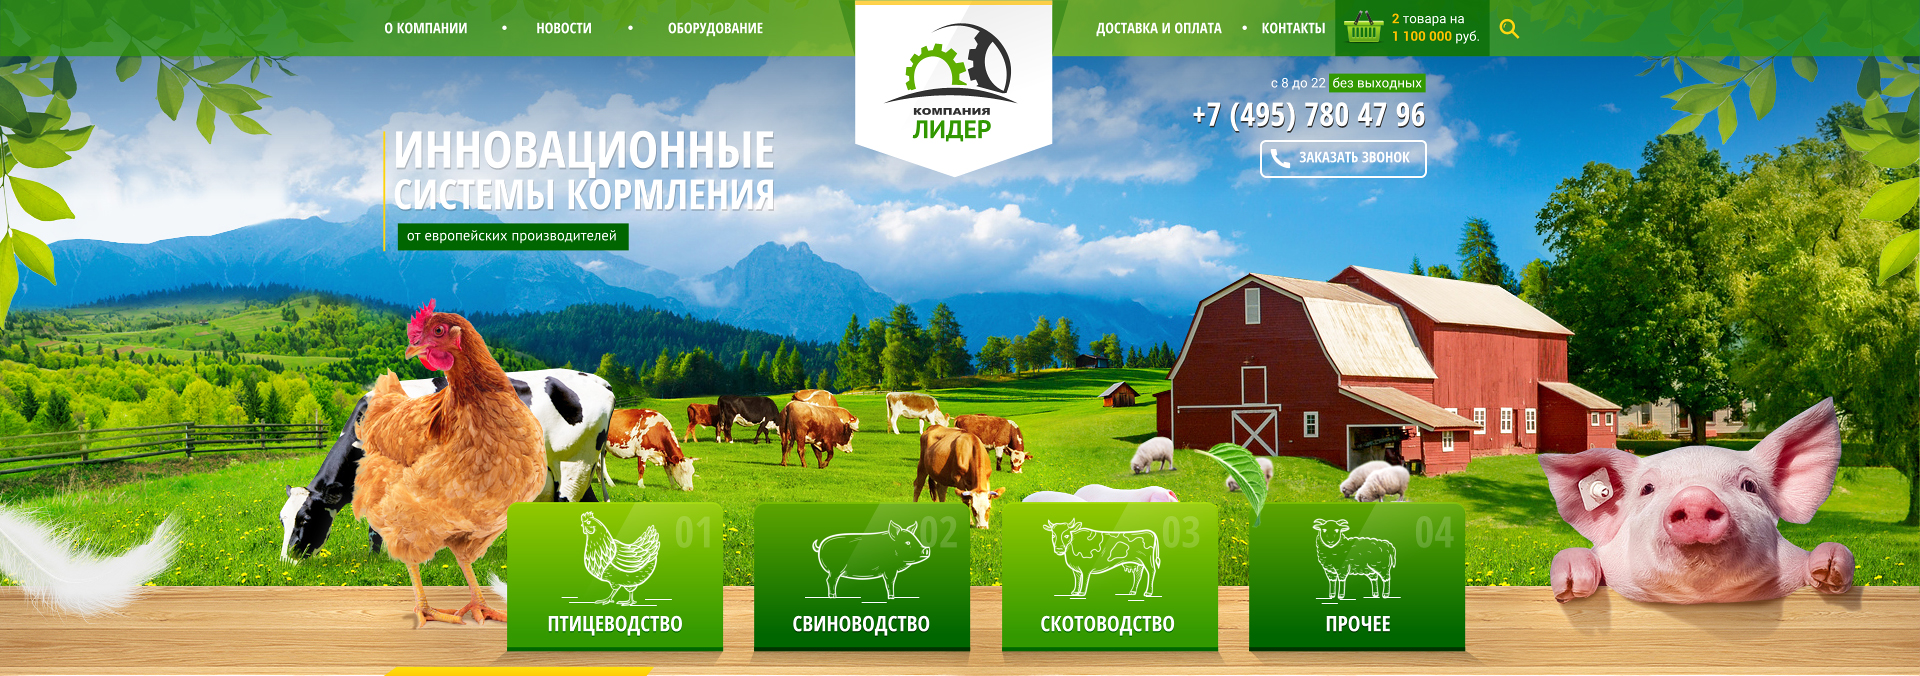 О КОМПАНИИ • НОВОСТИ • ОБОРУДОВАНИЕ
КОМПАНИЯ
ЛИДЕР
ДОСТАВКА И ОПЛАТА • КОНТАКТЫ
2 товара на
1 100 000 руб.
с 8 до 22 без выходных
+7 (495) 780 47 96
ЗАКАЗАТЬ ЗВОНОК
ИННОВАЦИОННЫЕ
СИСТЕМЫ КОРМЛЕНИЯ
от европейских производителей
01
ПТИЦЕВОДСТВО
02
СВИНОВОДСТВО
03
СКОТОВОДСТВО
04
ПРОЧЕЕ